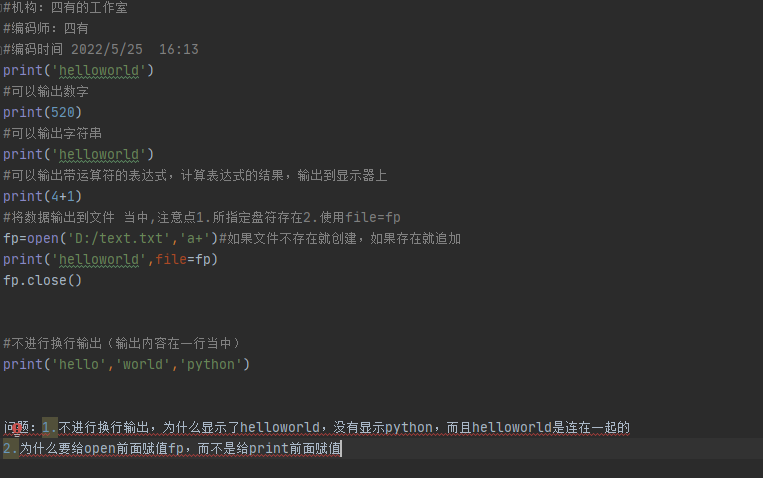 #机构：四有的工作室
#编码师：四有
#编码时间 2022/5/25  16:13
print('helloworld')
#可以输出数字
print(520)
#可以输出字符串
print('helloworld')
#可以输出带运算符的表达式，计算表达式的结果，输出到显示器上
print(4+1)
#将数据输出到文件 当中,注意点1.所指定盘符存在2.使用file=fp
fp=open('D:/text.txt','a+')#如果文件不存在就创建，如果存在就追加
print('helloworld',file=fp)
fp.close()
#不进行换行输出（输出内容在一行当中）
print('hello','world','python')
问题：1.不进行换行输出，为什么显示了helloworld，没有显示python，而且helloworld是连在一起的
2.为什么要给open前面赋值fp，而不是给print前面赋值